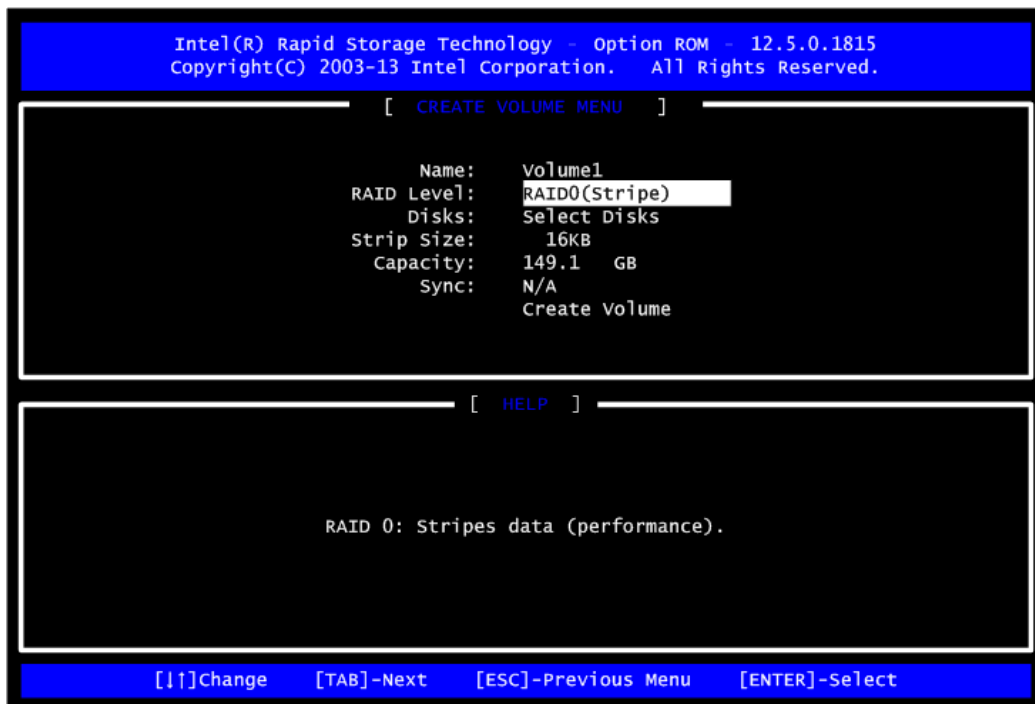 Intel(R) Rapid Storage Technology - Option ROM - 12.5.0.1815
Copyright(C) 2003-13 Intel Corporation. All Rights Reserved.
[ CREATE VOLUME MENU ]
Name: Volume1
RAID Level: RAID0(Stripe)
Disks: Select Disks
Strip Size: 16KB
Capacity: 149.1 GB
Sync: N/A
Create Volume
[ HELP ]
RAID 0: Stripes data (performance).
[↓↑]Change [TAB]-Next [ESC]-Previous Menu [ENTER]-Select